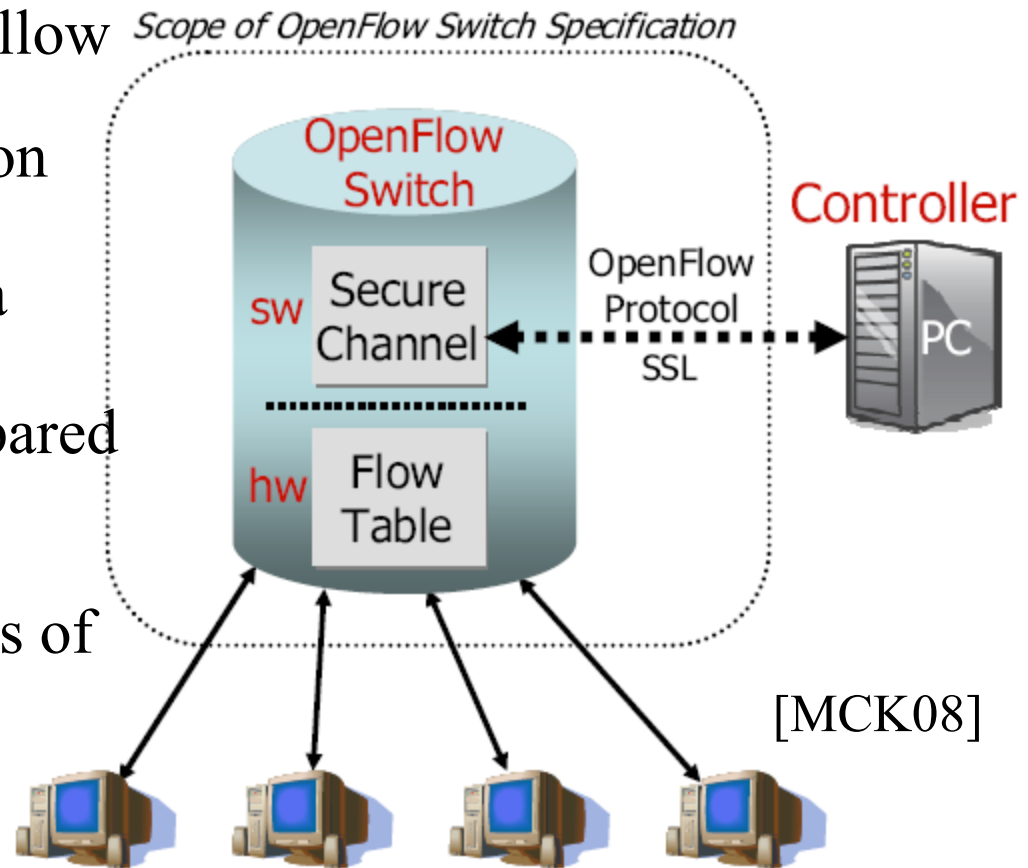 llow
Scope of OpenFlow Switch Specification
on
a
pared
s of
OpenFlow
Switch
sw
Secure
Channel
hw
Flow
Table
OpenFlow
Protocol
SSL
Controller
PC
[MCK08]